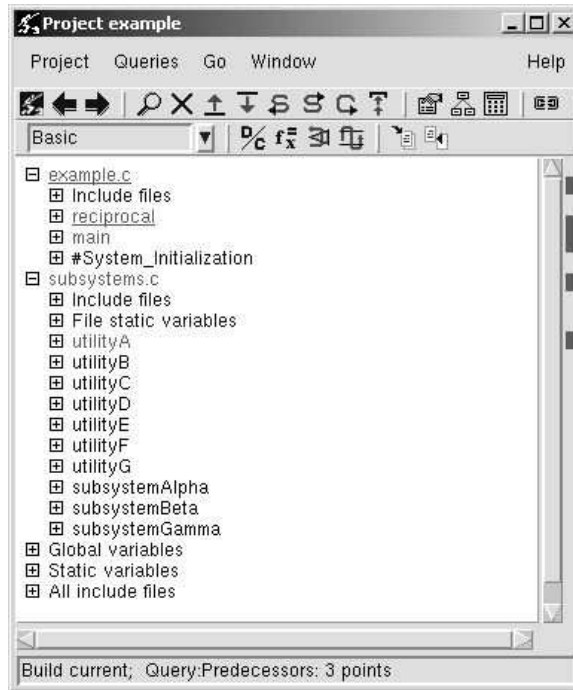 Project example
Project Queries Go Window Help
Basic
example.c
Include files
reciprocal
main
#System_Initialization
subsystems.c
Include files
File static variables
utilityA
utilityB
utilityC
utilityD
utilityE
utilityF
utilityG
subsystemAlpha
subsystemBeta
subsystemGamma
Global variables
Static variables
All include files
Build current; Query:Predecessors: 3 points